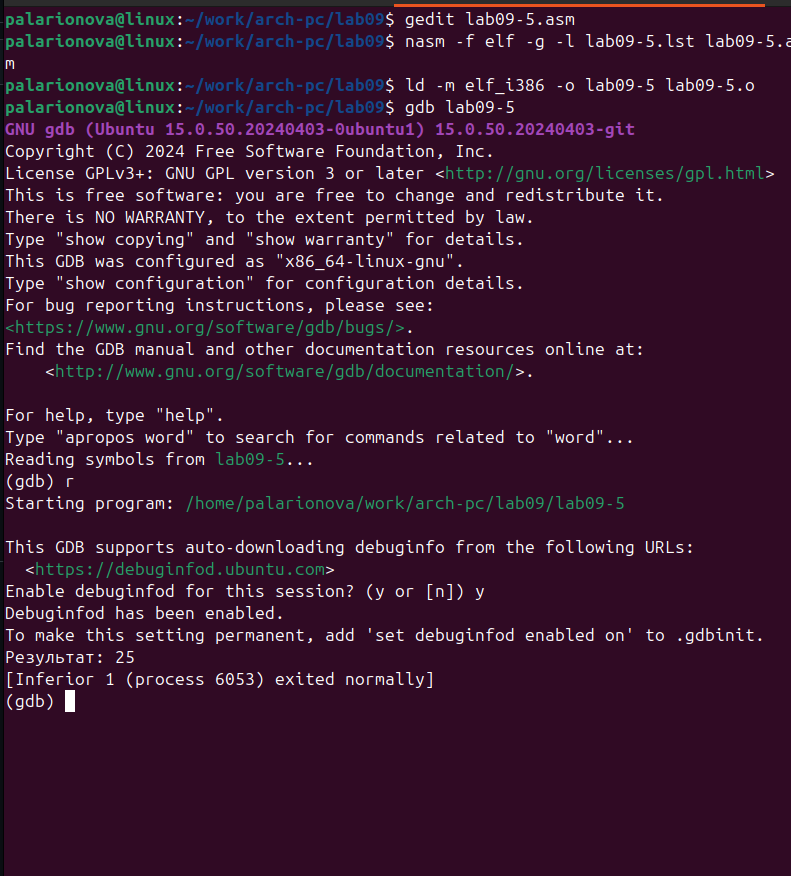 palarionova@linux:~/work/arch-pc/lab09$ gedit lab09-5.asm
palarionova@linux:~/work/arch-pc/lab09$ nasm -f elf -g -l lab09-5.lst lab09-5.a
m
palarionova@linux:~/work/arch-pc/lab09$ ld -m elf_i386 -o lab09-5 lab09-5.o
palarionova@linux:~/work/arch-pc/lab09$ gdb lab09-5
GNU gdb (Ubuntu 15.0.50.20240403-0ubuntu1) 15.0.50.20240403-git
Copyright (C) 2024 Free Software Foundation, Inc.
License GPLv3+: GNU GPL version 3 or later <http://gnu.org/licenses/gpl.html>
This is free software: you are free to change and redistribute it.
There is NO WARRANTY, to the extent permitted by law.
Type "show copying" and "show warranty" for details.
This GDB was configured as "x86_64-linux-gnu".
Type "show configuration" for configuration details.
For bug reporting instructions, please see:
<https://www.gnu.org/software/gdb/bugs/>.
Find the GDB manual and other documentation resources online at:
    <http://www.gnu.org/software/gdb/documentation/>.

For help, type "help".
Type "apropos word" to search for commands related to "word"...
Reading symbols from lab09-5...
(gdb) r
Starting program: /home/palarionova/work/arch-pc/lab09/lab09-5

This GDB supports auto-downloading debuginfo from the following URLs:
  <https://debuginfod.ubuntu.com>
Enable debuginfod for this session? (y or [n]) y
Debuginfod has been enabled.
To make this setting permanent, add 'set debuginfod enabled on' to .gdbinit.
Результат: 25
[Inferior 1 (process 6053) exited normally]
(gdb)